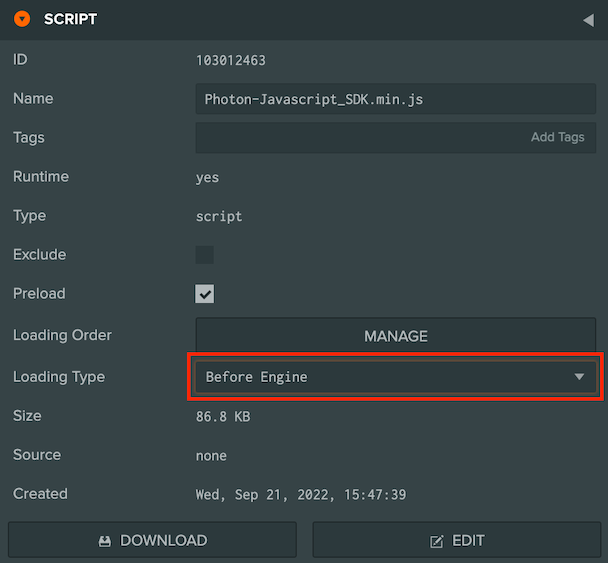 SCRIPT
ID 103012463
Name Photon-Javascript_SDK.min.js
Tags Add Tags
Runtime yes
Type script
Exclude
Preload
Loading Order MANAGE
Loading Type Before Engine
Size 86.8 KB
Source none
Created Wed, Sep 21, 2022, 15:47:39
DOWNLOAD EDIT